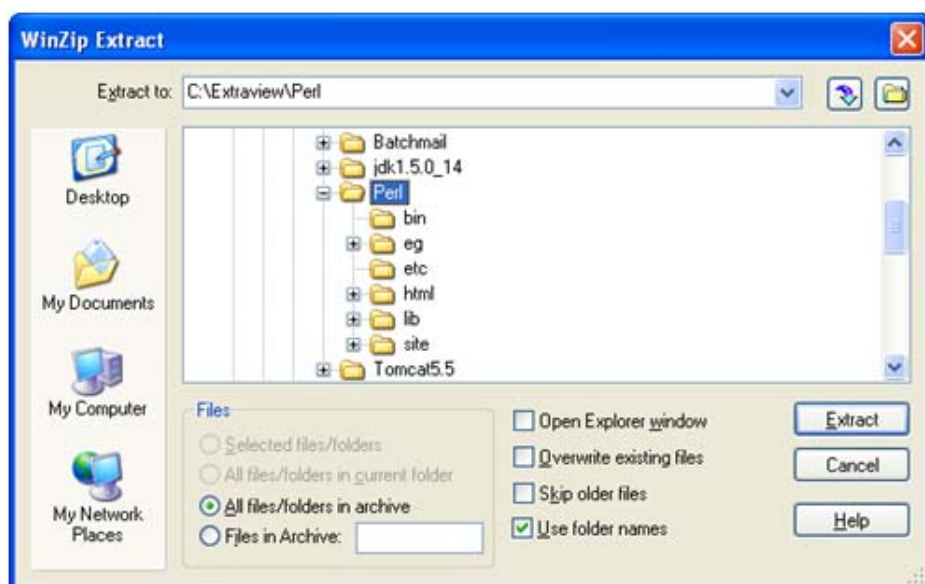 WinZip Extract
Extract to: C:\Extraview\Perl
Desktop
My Documents
My Computer
My Network
Places
Batchmail
jdk1.5.0_14
Perl
bin
eg
etc
html
lib
site
Tomcat5.5
Files
Selected files/folders
All files/folders in current folder
All files/folders in archive
Files in Archive:
Open Explorer window
Overwrite existing files
Skip older files
Use folder names
Extract
Cancel
Help